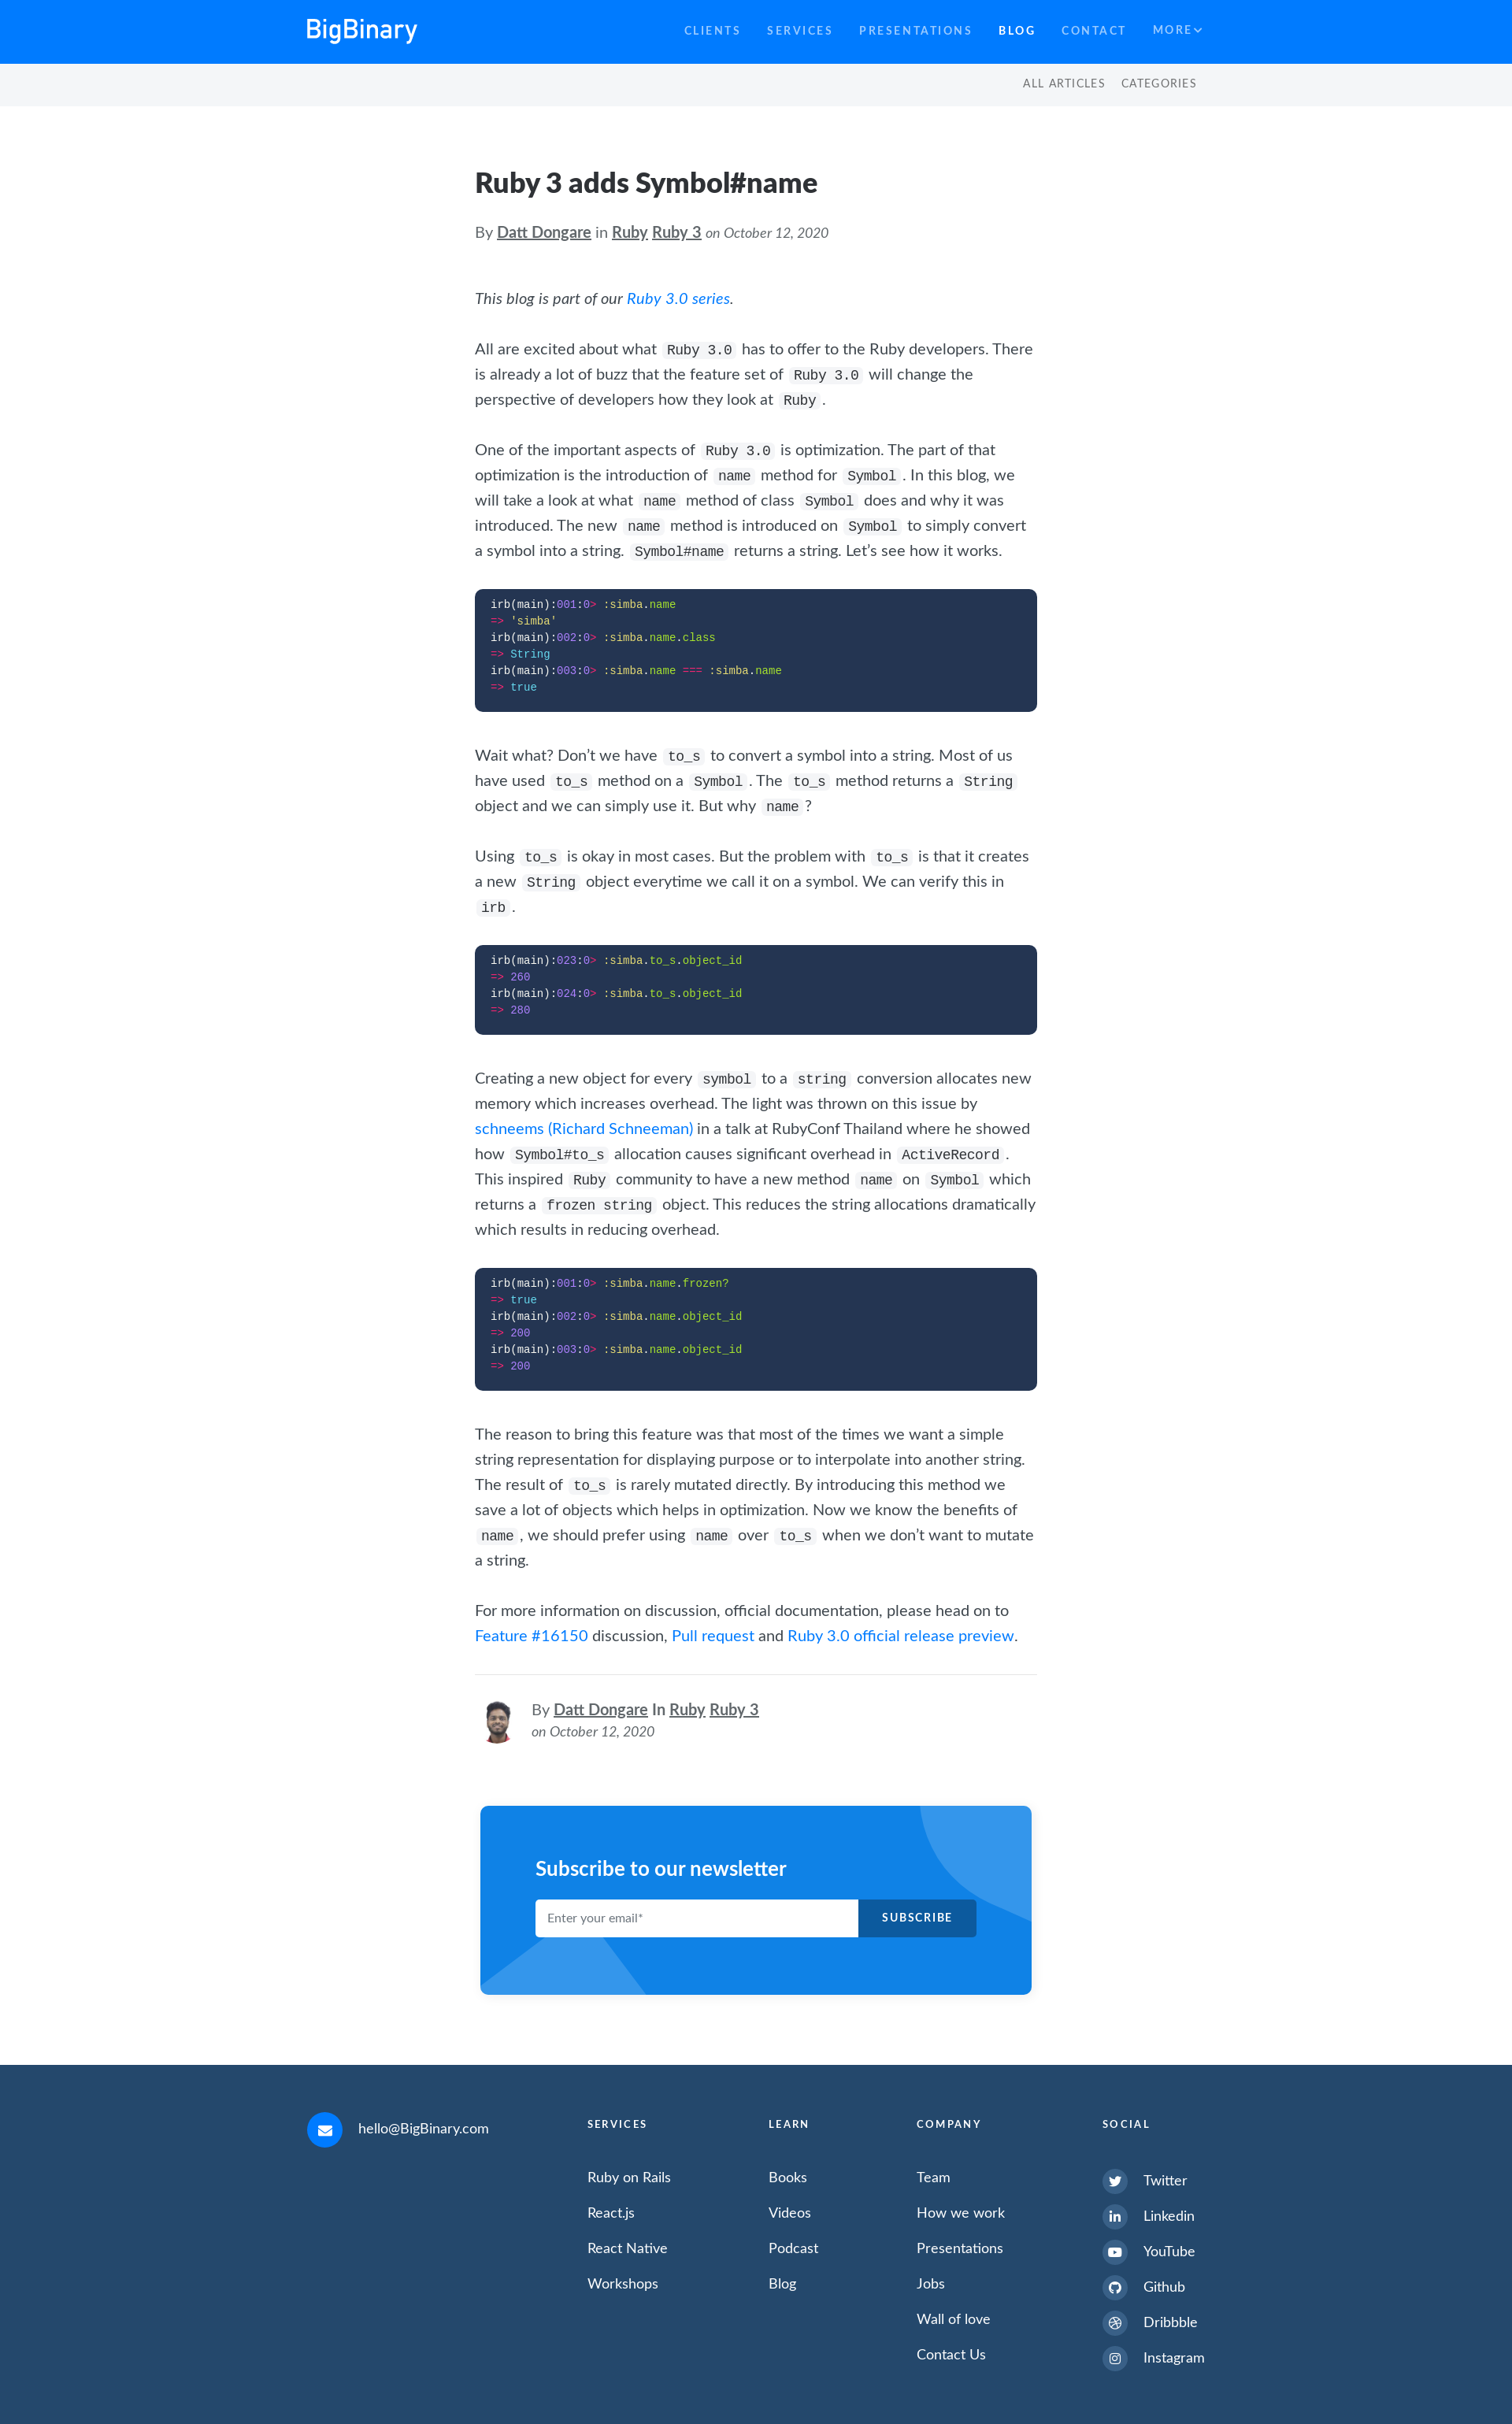 BigBinary
CLIENTS SERVICES PRESENTATIONS BLOG CONTACT MORE
ALL ARTICLES CATEGORIES
Ruby 3 adds Symbol#name
By Datt Dongare in Ruby Ruby 3 on October 12, 2020
This blog is part of our Ruby 3.0 series.
All are excited about what Ruby 3.0 has to offer to the Ruby developers. There
is already a lot of buzz that the feature set of Ruby 3.0 will change the
perspective of developers how they look at Ruby.
One of the important aspects of Ruby 3.0 is optimization. The part of that
optimization is the introduction of name method for Symbol. In this blog, we
will take a look at what name method of class Symbol does and why it was
introduced. The new name method is introduced on Symbol to simply convert
a symbol into a string. Symbol#name returns a string. Let’s see how it works.
irb(main):001:0> :simba.name
=> 'simba'
irb(main):002:0> :simba.name.class
=> String
irb(main):003:0> :simba.name === :simba.name
=> true
Wait what? Don’t we have to_s to convert a symbol into a string. Most of us
have used to_s method on a Symbol. The to_s method returns a String
object and we can simply use it. But why name?
Using to_s is okay in most cases. But the problem with to_s is that it creates
a new String object everytime we call it on a symbol. We can verify this in
irb.
irb(main):023:0> :simba.to_s.object_id
=> 260
irb(main):024:0> :simba.to_s.object_id
=> 280
Creating a new object for every symbol to a string conversion allocates new
memory which increases overhead. The light was thrown on this issue by
schneems (Richard Schneeman) in a talk at RubyConf Thailand where he showed
how Symbol#to_s allocation causes significant overhead in ActiveRecord.
This inspired Ruby community to have a new method name on Symbol which
returns a frozen string object. This reduces the string allocations dramatically
which results in reducing overhead.
irb(main):001:0> :simba.name.frozen?
=> true
irb(main):002:0> :simba.name.object_id
=> 200
irb(main):003:0> :simba.name.object_id
=> 200
The reason to bring this feature was that most of the times we want a simple
string representation for displaying purpose or to interpolate into another string.
The result of to_s is rarely mutated directly. By introducing this method we
save a lot of objects which helps in optimization. Now we know the benefits of
name, we should prefer using name over to_s when we don’t want to mutate
a string.
For more information on discussion, official documentation, please head on to
Feature #16150 discussion, Pull request and Ruby 3.0 official release preview.
By Datt Dongare In Ruby Ruby 3
on October 12, 2020
Subscribe to our newsletter
Enter your email* SUBSCRIBE
hello@BigBinary.com
SERVICES
Ruby on Rails
React.js
React Native
Workshops
LEARN
Books
Videos
Podcast
Blog
COMPANY
Team
How we work
Presentations
Jobs
Wall of love
Contact Us
SOCIAL
Twitter
Linkedin
YouTube
Github
Dribbble
Instagram